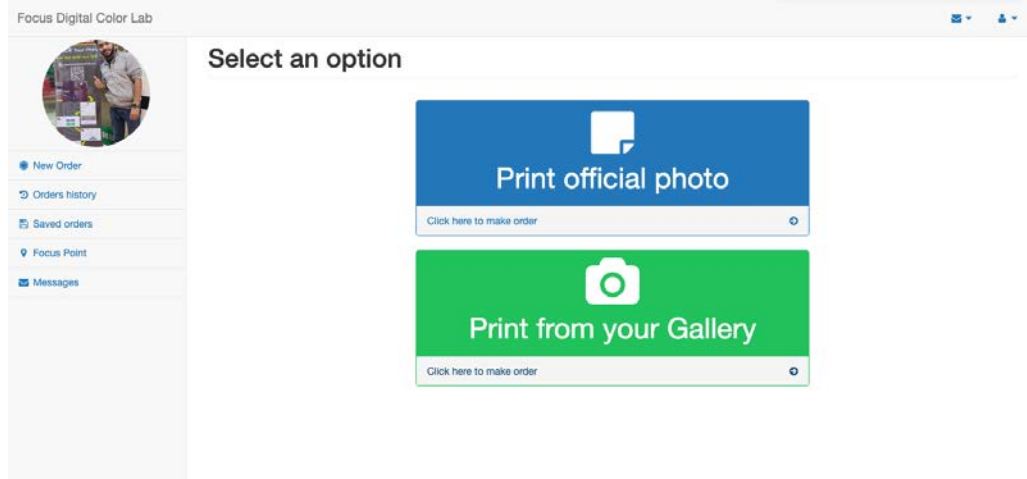 Focus Digital Color Lab
Select an option
New Order
Orders history
Saved orders
Focus Point
Messages
Print official photo
Click here to make order
Print from your Gallery
Click here to make order